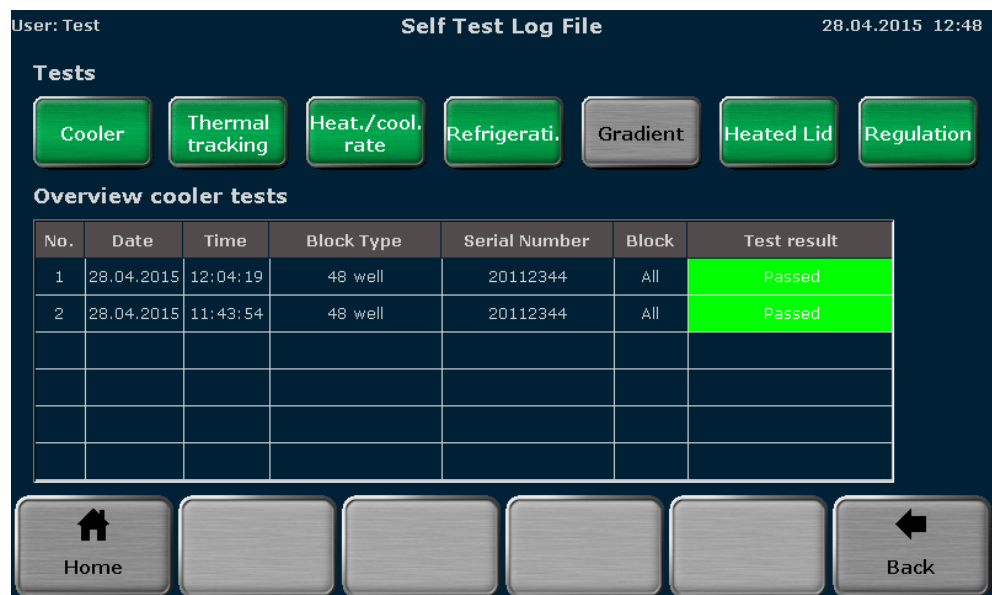 User: Test Self Test Log File 28.04.2015 12:48
Tests
Cooler
Thermal
tracking
Heat./cool.
rate
Refrigerati.
Gradient
Heated Lid
Regulation
Overview cooler tests
No. Date Time Block Type Serial Number Block Test result
1 28.04.2015 12:04:19 48 well 20112344 All Passed
2 28.04.2015 11:43:54 48 well 20112344 All Passed
Home Back